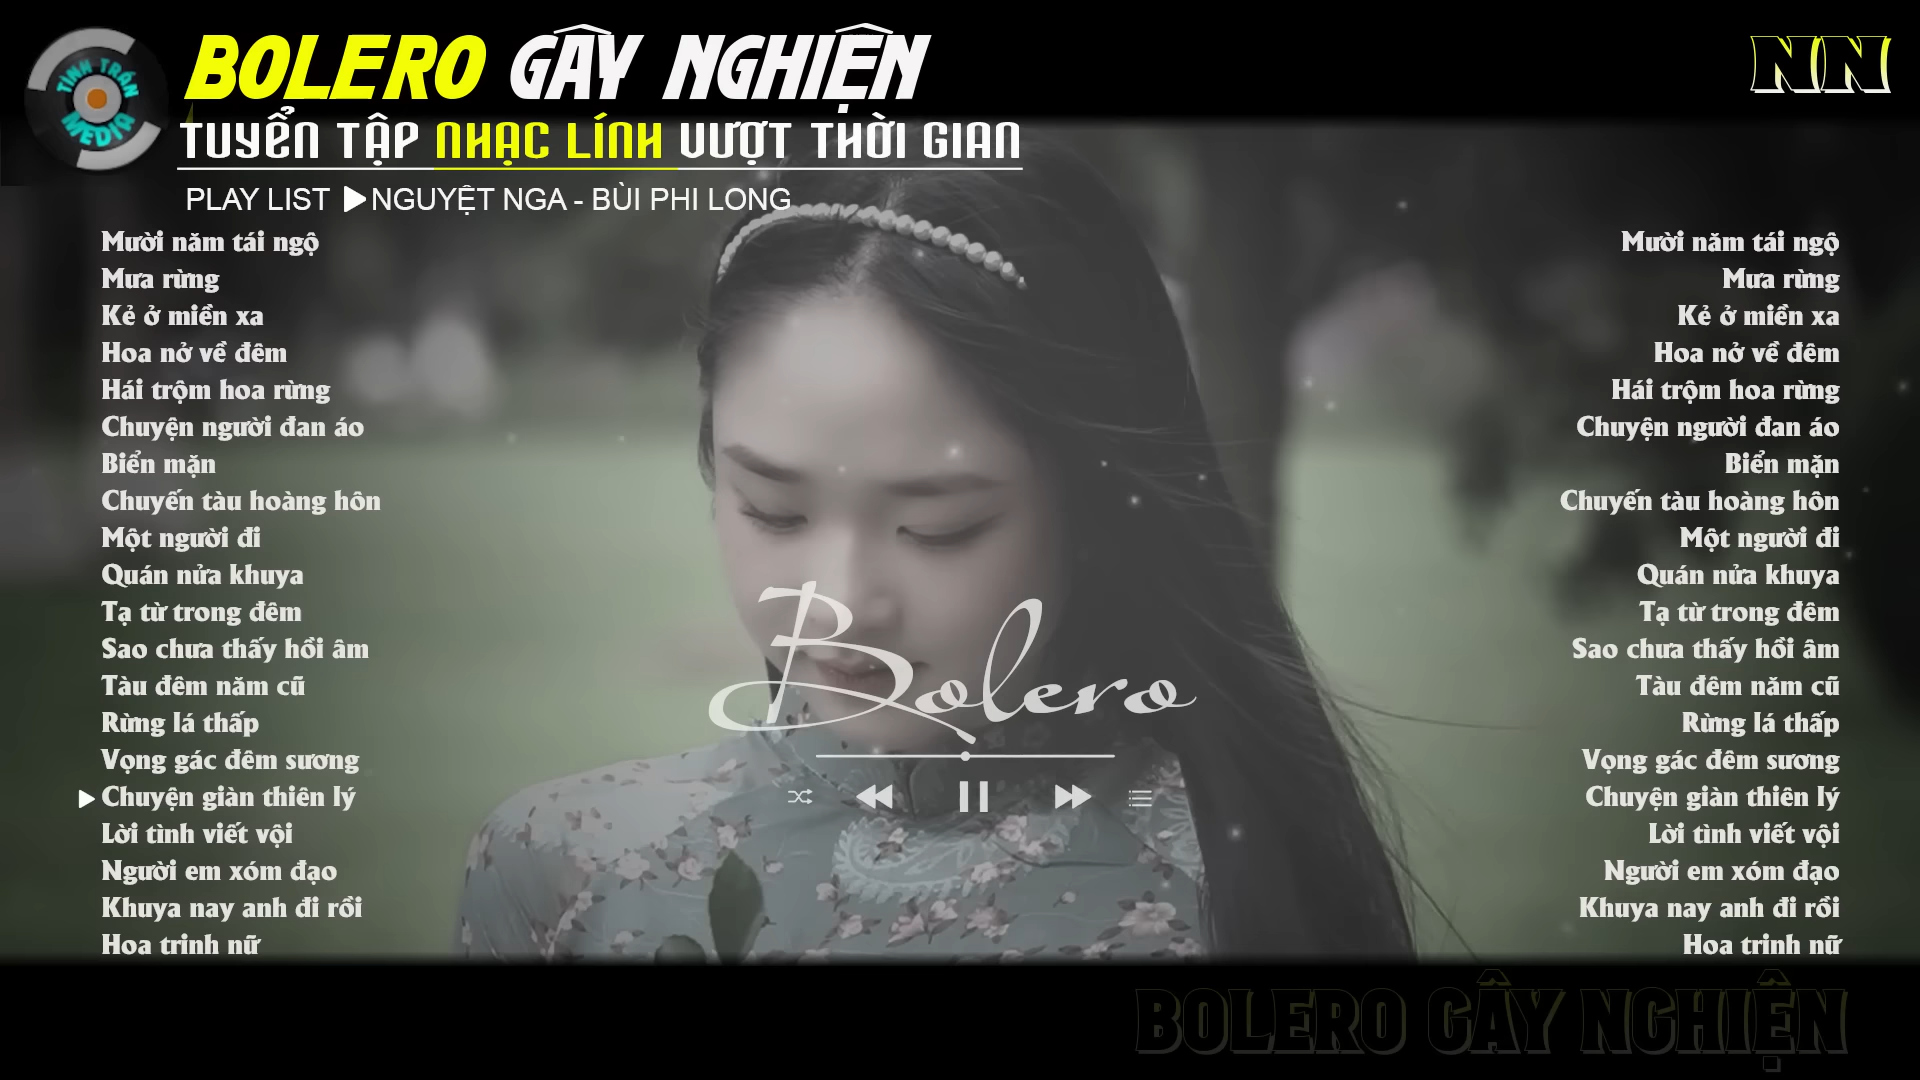 TÌNH TRẦN
MEDIA
BOLERO GÂY NGHIỆN
NN
TUYỂN TẬP NHẠC LÍNH VƯỢT THỜI GIAN
PLAY LIST ▶NGUYỆT NGA - BÙI PHI LONG
Mười năm tái ngộ
Mưa rừng
Kẻ ở miền xa
Hoa nở về đêm
Hái trộm hoa rừng
Chuyện người đan áo
Biển mặn
Chuyến tàu hoàng hôn
Một người đi
Quán nửa khuya
Tạ từ trong đêm
Sao chưa thấy hồi âm
Tàu đêm năm cũ
Rừng lá thấp
Vọng gác đêm sương
Chuyện giàn thiên lý
Lời tình viết vội
Người em xóm đạo
Khuya nay anh đi rồi
Hoa trinh nữ
Bolero
Mười năm tái ngộ
Mưa rừng
Kẻ ở miền xa
Hoa nở về đêm
Hái trộm hoa rừng
Chuyện người đan áo
Biển mặn
Chuyến tàu hoàng hôn
Một người đi
Quán nửa khuya
Tạ từ trong đêm
Sao chưa thấy hồi âm
Tàu đêm năm cũ
Rừng lá thấp
Vọng gác đêm sương
Chuyện giàn thiên lý
Lời tình viết vội
Người em xóm đạo
Khuya nay anh đi rồi
Hoa trinh nữ
BOLERO GÂY NGHIỆN